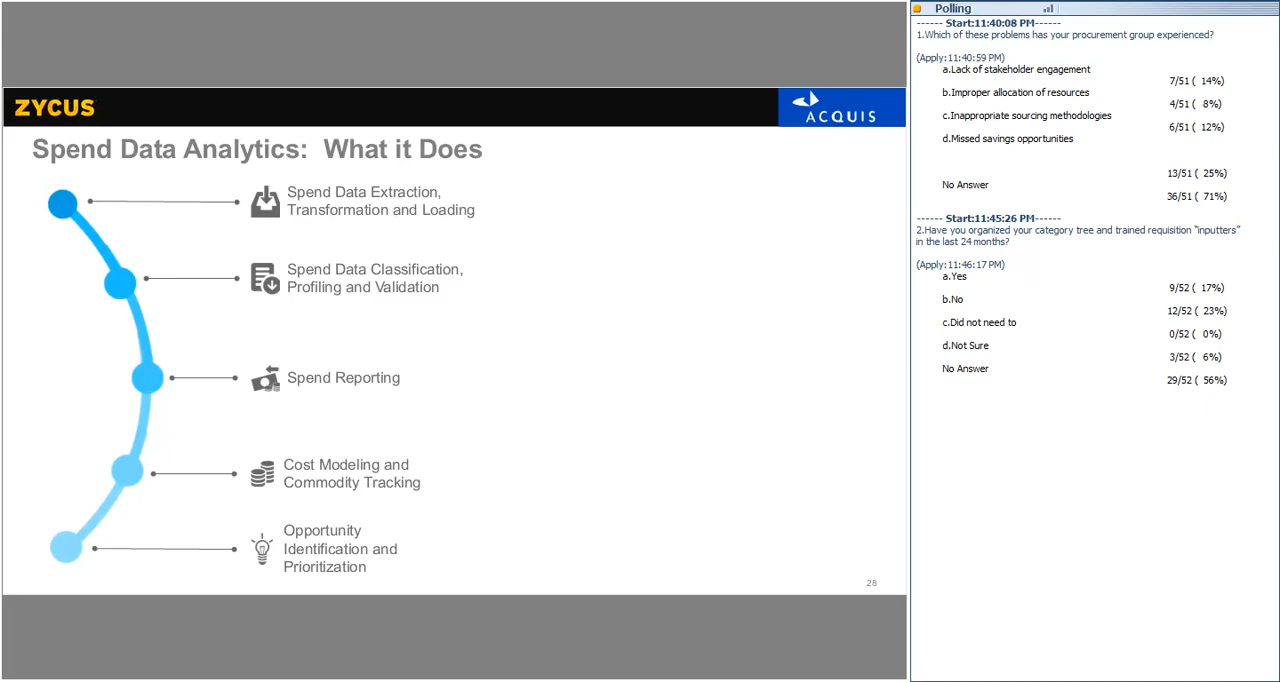 ZYCUS
ACQUIS
Spend Data Analytics:  What it Does
Spend Data Extraction,
Transformation and Loading
Spend Data Classification,
Profiling and Validation
Spend Reporting
Cost Modeling and
Commodity Tracking
Opportunity
Identification and
Prioritization
28
Polling
------ Start:11:40:08 PM------
1.Which of these problems has your procurement group experienced?
(Apply:11:40:59 PM)
a.Lack of stakeholder engagement
7/51 (  14%)
b.Improper allocation of resources
4/51 (   8%)
c.Inappropriate sourcing methodologies
6/51 (  12%)
d.Missed savings opportunities
13/51 (  25%)
No Answer
36/51 (  71%)
------ Start:11:45:26 PM------
2.Have you organized your category tree and trained requisition “inputters”
in the last 24 months?
(Apply:11:46:17 PM)
a.Yes
9/52 (  17%)
b.No
12/52 (  23%)
c.Did not need to
0/52 (   0%)
d.Not Sure
3/52 (   6%)
No Answer
29/52 (  56%)